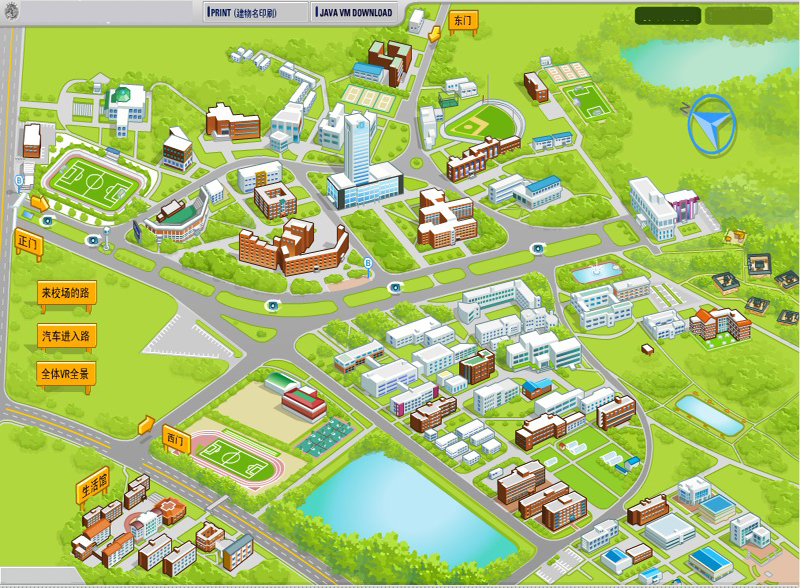 PRINT (建物名印刷)
JAVA VM DOWNLOAD
东门
N
B
正门
B
来校场的路
汽车进入路
全体VR全景
西门
生活馆